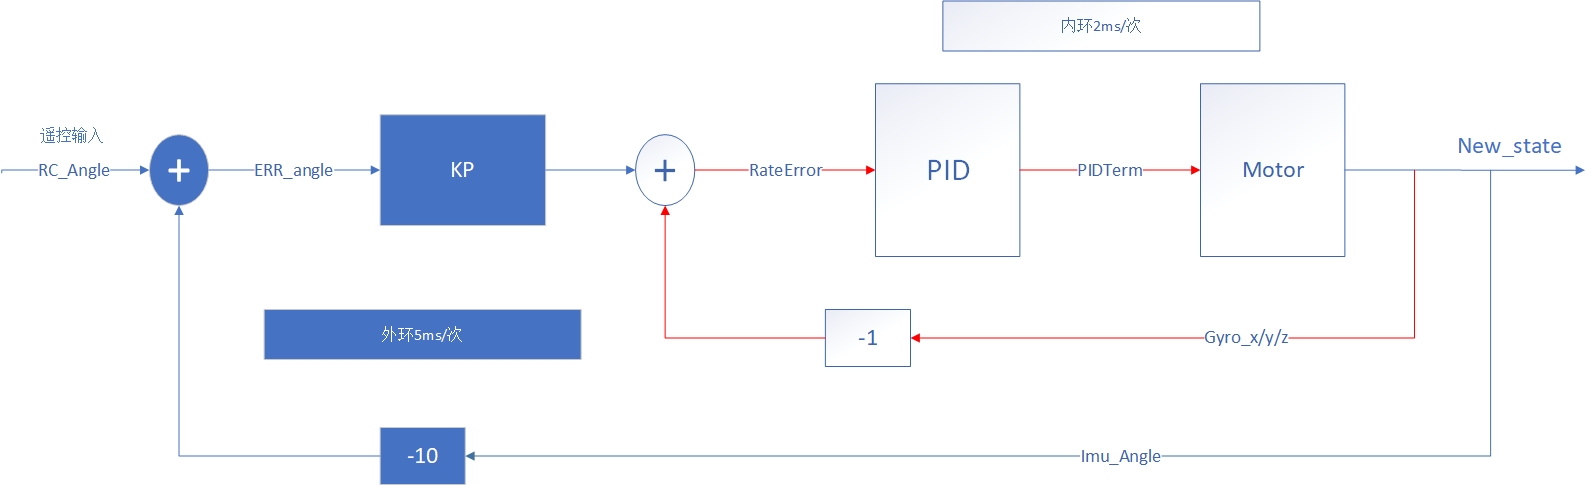 内环2ms/次
遥控输入
RC_Angle
+
ERR_angle
KP
+
RateError
PID
PIDTerm
Motor
New_state
外环5ms/次
-1
Gyro_x/y/z
-10
Imu_Angle